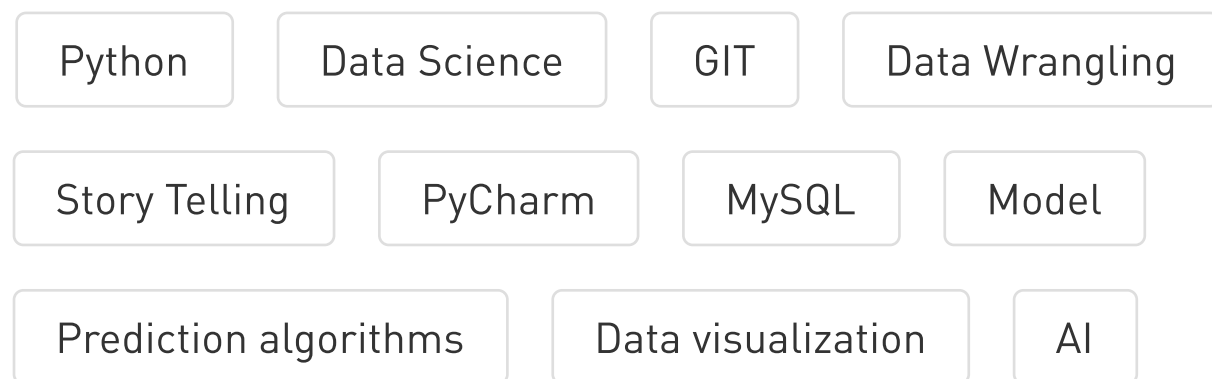 Python Data Science GIT Data Wrangling
Story Telling PyCharm MySQL Model
Prediction algorithms Data visualization AI